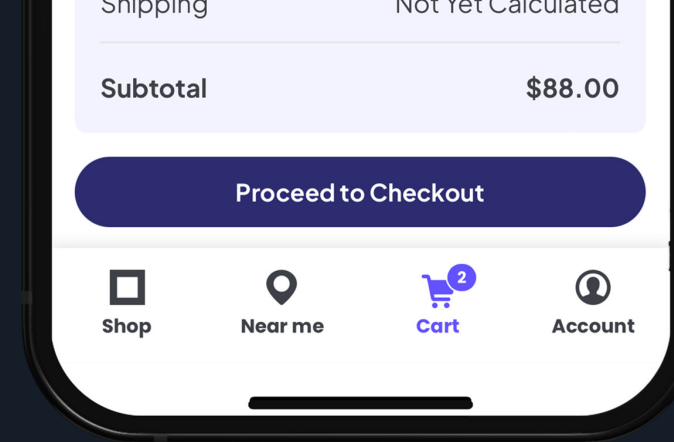 Shipping Not Yet Calculated
Subtotal $88.00
Proceed to Checkout
2
Shop Near me Cart Account